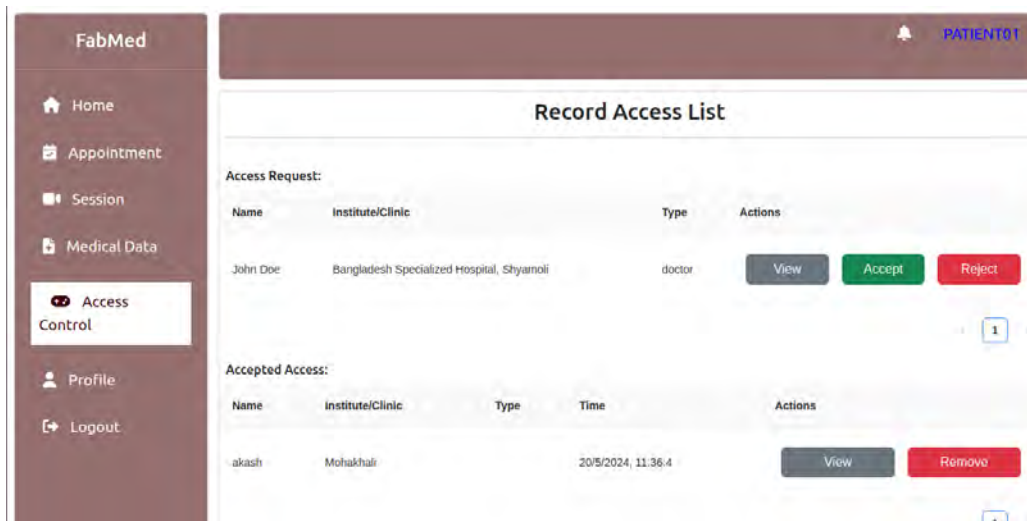 FabMed
PATIENT01
Home
Appointment
Session
Medical Data
Access
Control
Profile
Logout
Record Access List
Access Request:
Name Institute/Clinic Type Actions
John Doe Bangladesh Specialized Hospital, Shyamoli doctor View Accept Reject
1
Accepted Access:
Name Institute/Clinic Type Time Actions
akash Mohakhali 20/5/2024, 11:36:4 View Remove
1